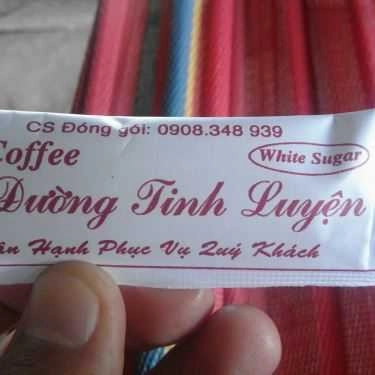 CS Đóng gói: 0908.348 939
Coffee
White Sugar
Đường Tinh Luyện
Hạnh Phục Vụ Quý Khách